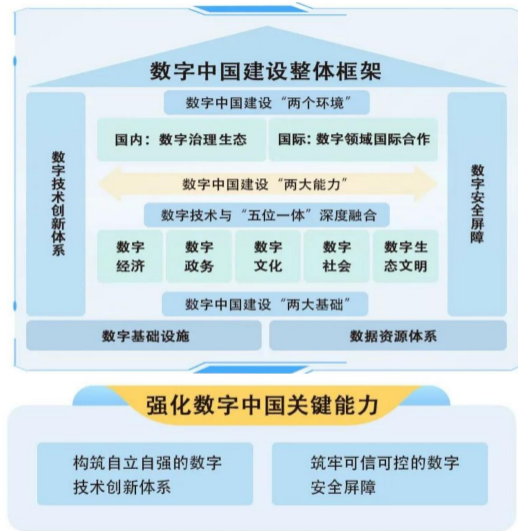 数字中国建设整体框架
数字中国建设“两个环境”
国内：数字治理生态
国际：数字领域国际合作
数字技术创新体系
数字中国建设“两大能力”
数字安全屏障
数字技术与“五位一体”深度融合
数字
经济
数字
政务
数字
文化
数字
社会
数字生
态文明
数字中国建设“两大基础”
数字基础设施
数据资源体系
强化数字中国关键能力
构筑自立自强的数字
技术创新体系
筑牢可信可控的数字
安全屏障